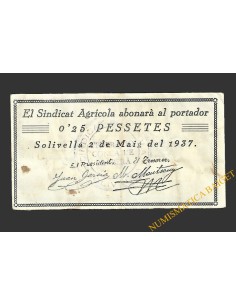 El Sindicat Agrícola abonarà al portador
0'25 PESSETES
Solivella 2 de Maig del 1937.
El President
Juan García
NUMISMATICA